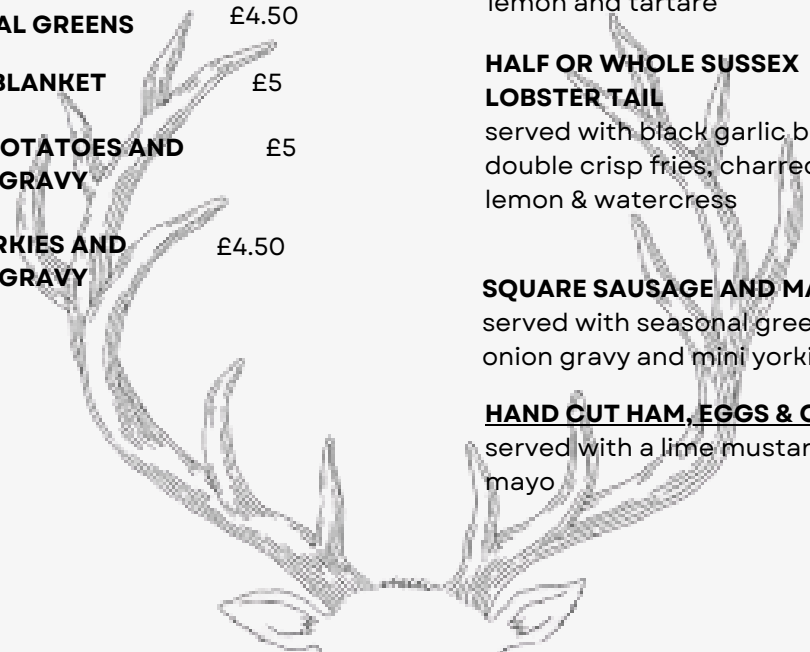 AL GREENS £4.50
BLANKET £5
OTATOES AND £5
GRAVY
RKIES AND £4.50
GRAVY
lemon and tartare
HALF OR WHOLE SUSSEX
LOBSTER TAIL
served with black garlic b
double crisp fries, charred
lemon & watercress
SQUARE SAUSAGE AND MA
served with seasonal gree
onion gravy and mini yorki
HAND CUT HAM, EGGS & C
served with a lime mustar
mayo